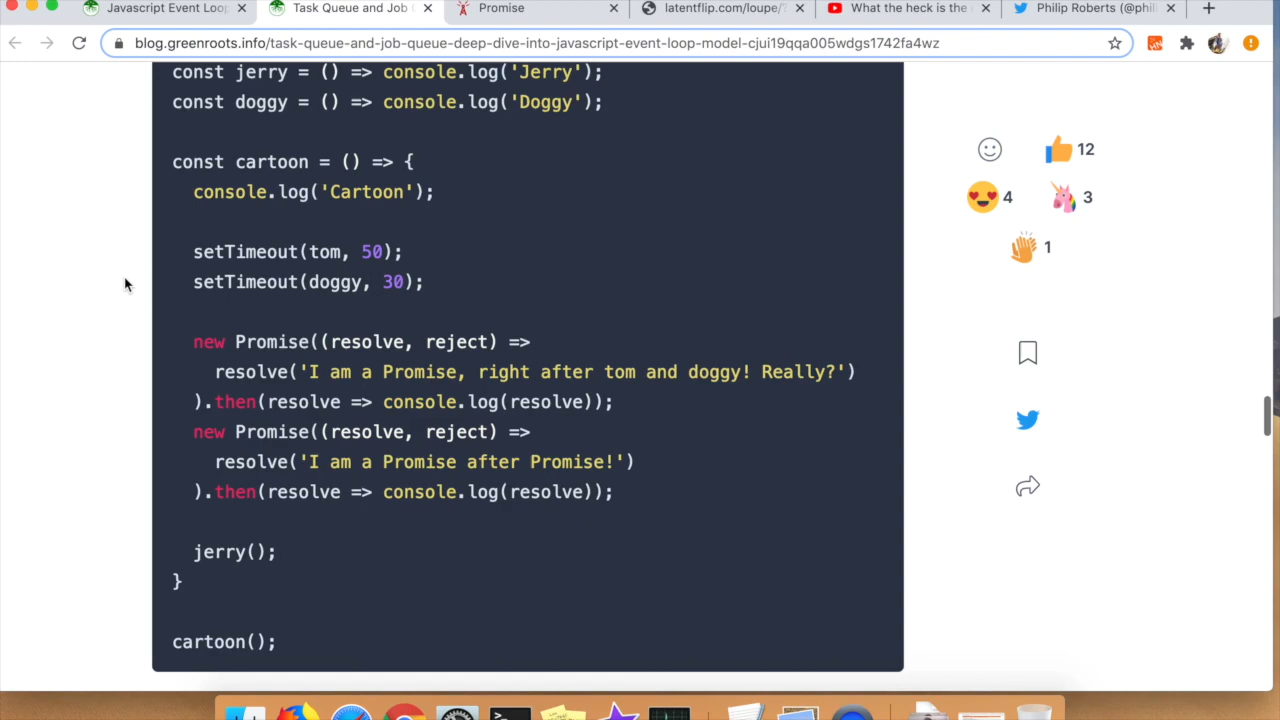 Javascript Event Loop
Task Queue and Job
Promise
latentflip.com/loupe/?
What the heck is the
Philip Roberts (@phil
blog.greenroots.info/task-queue-and-job-queue-deep-dive-into-javascript-event-loop-model-cjui19qqa005wdgs1742fa4wz
const jerry = () => console.log('Jerry');
const doggy = () => console.log('Doggy');
const cartoon = () => {
console.log('Cartoon');
setTimeout(tom, 50);
setTimeout(doggy, 30);
new Promise((resolve, reject) =>
resolve('I am a Promise, right after tom and doggy! Really?')
).then(resolve => console.log(resolve));
new Promise((resolve, reject) =>
resolve('I am a Promise after Promise!')
).then(resolve => console.log(resolve));
jerry();
}
cartoon();
12
4
3
1